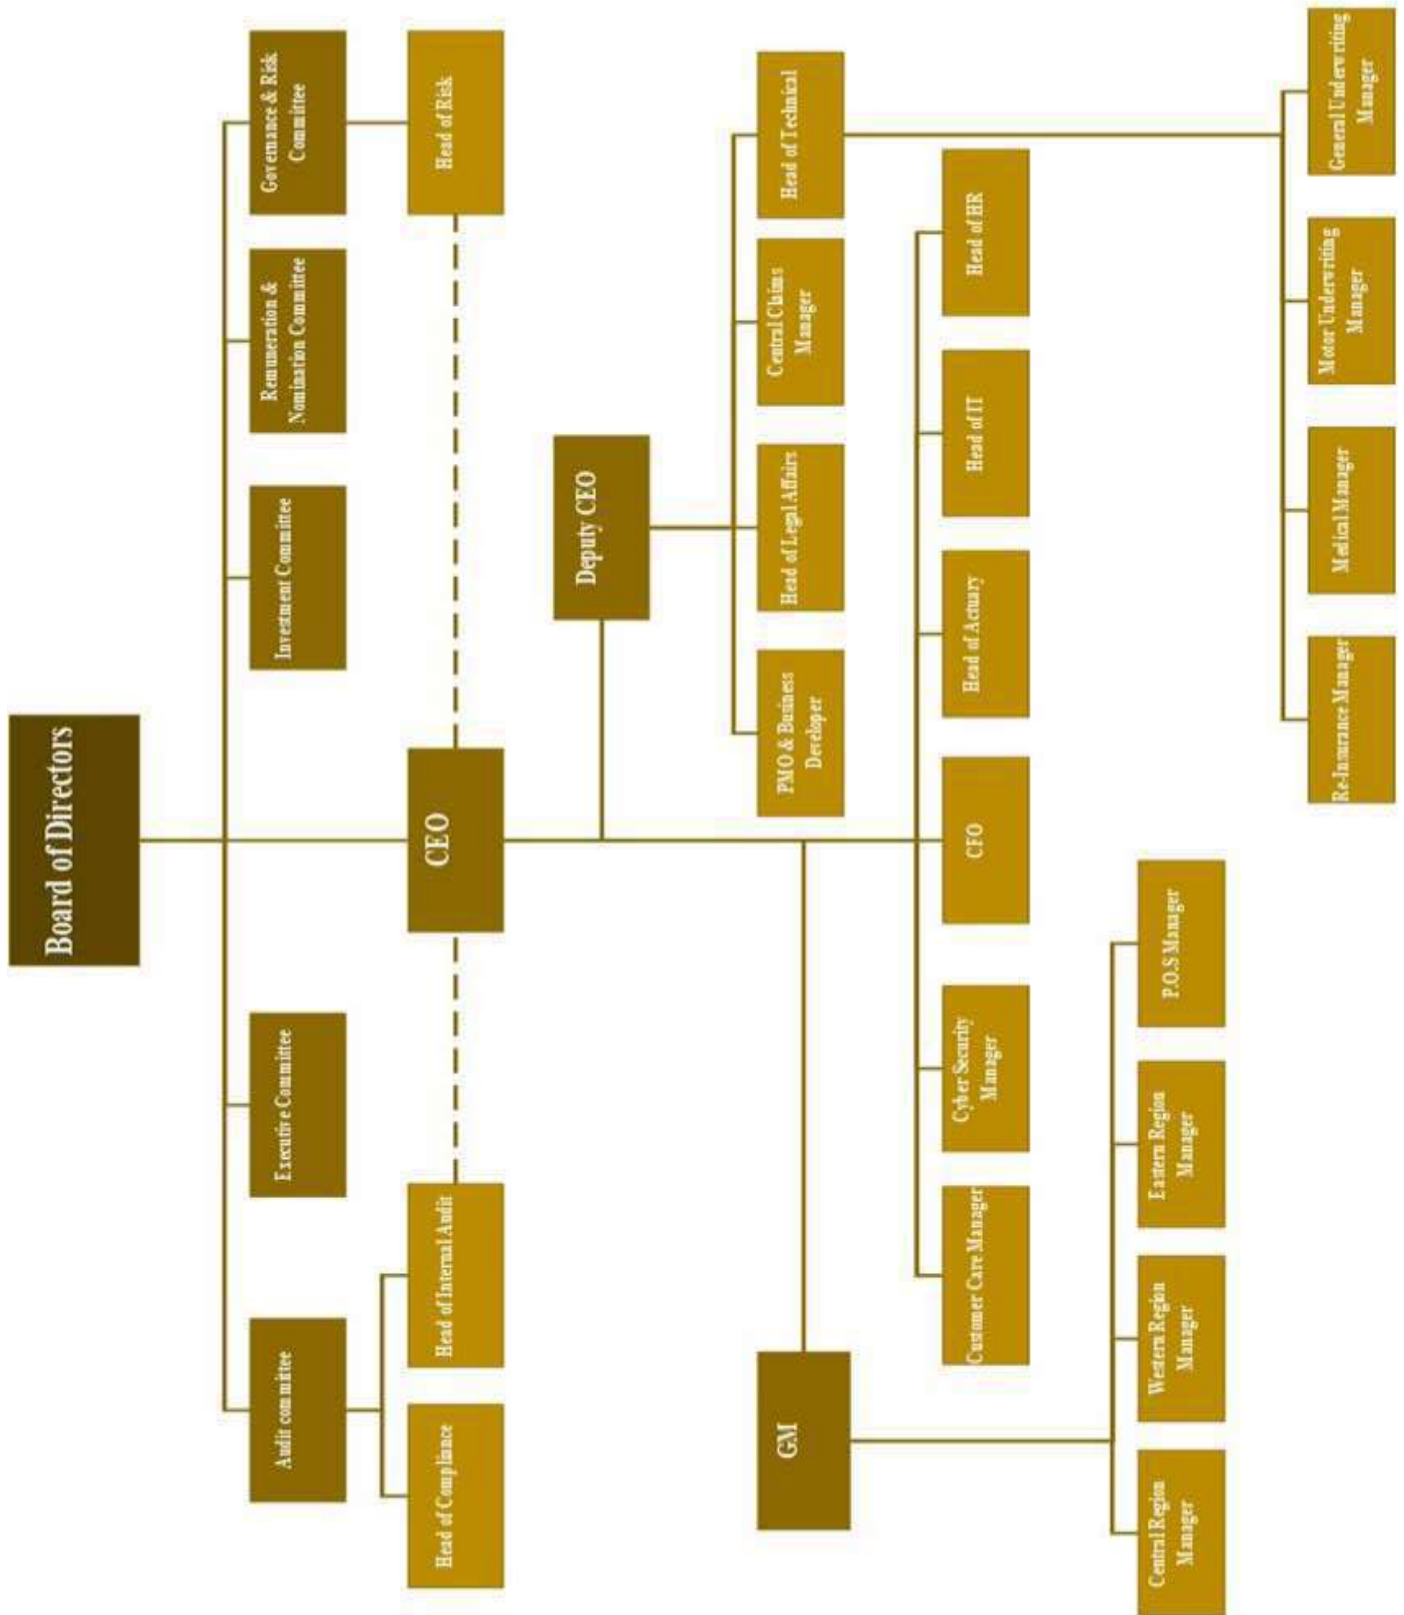 Board of Directors
Audit committee
Executive Committee
Investment Committee
Remuneration &
Nomination Committee
Governance & Risk
Committee
Head of Compliance
Head of Internal Audit
CEO
Head of Risk
Deputy CEO
GM
PMO & Business
Developer
Head of Legal Affairs
Central Claims
Manager
Head of Technical
Customer Care Manager
Cyber Security
Manager
CFO
Head of Actuary
Head of IT
Head of HR
Central Region
Manager
Western Region
Manager
Eastern Region
Manager
P.O.S Manager
Re-Insurance Manager
Medical Manager
Motor Underwriting
Manager
General Underwriting
Manager